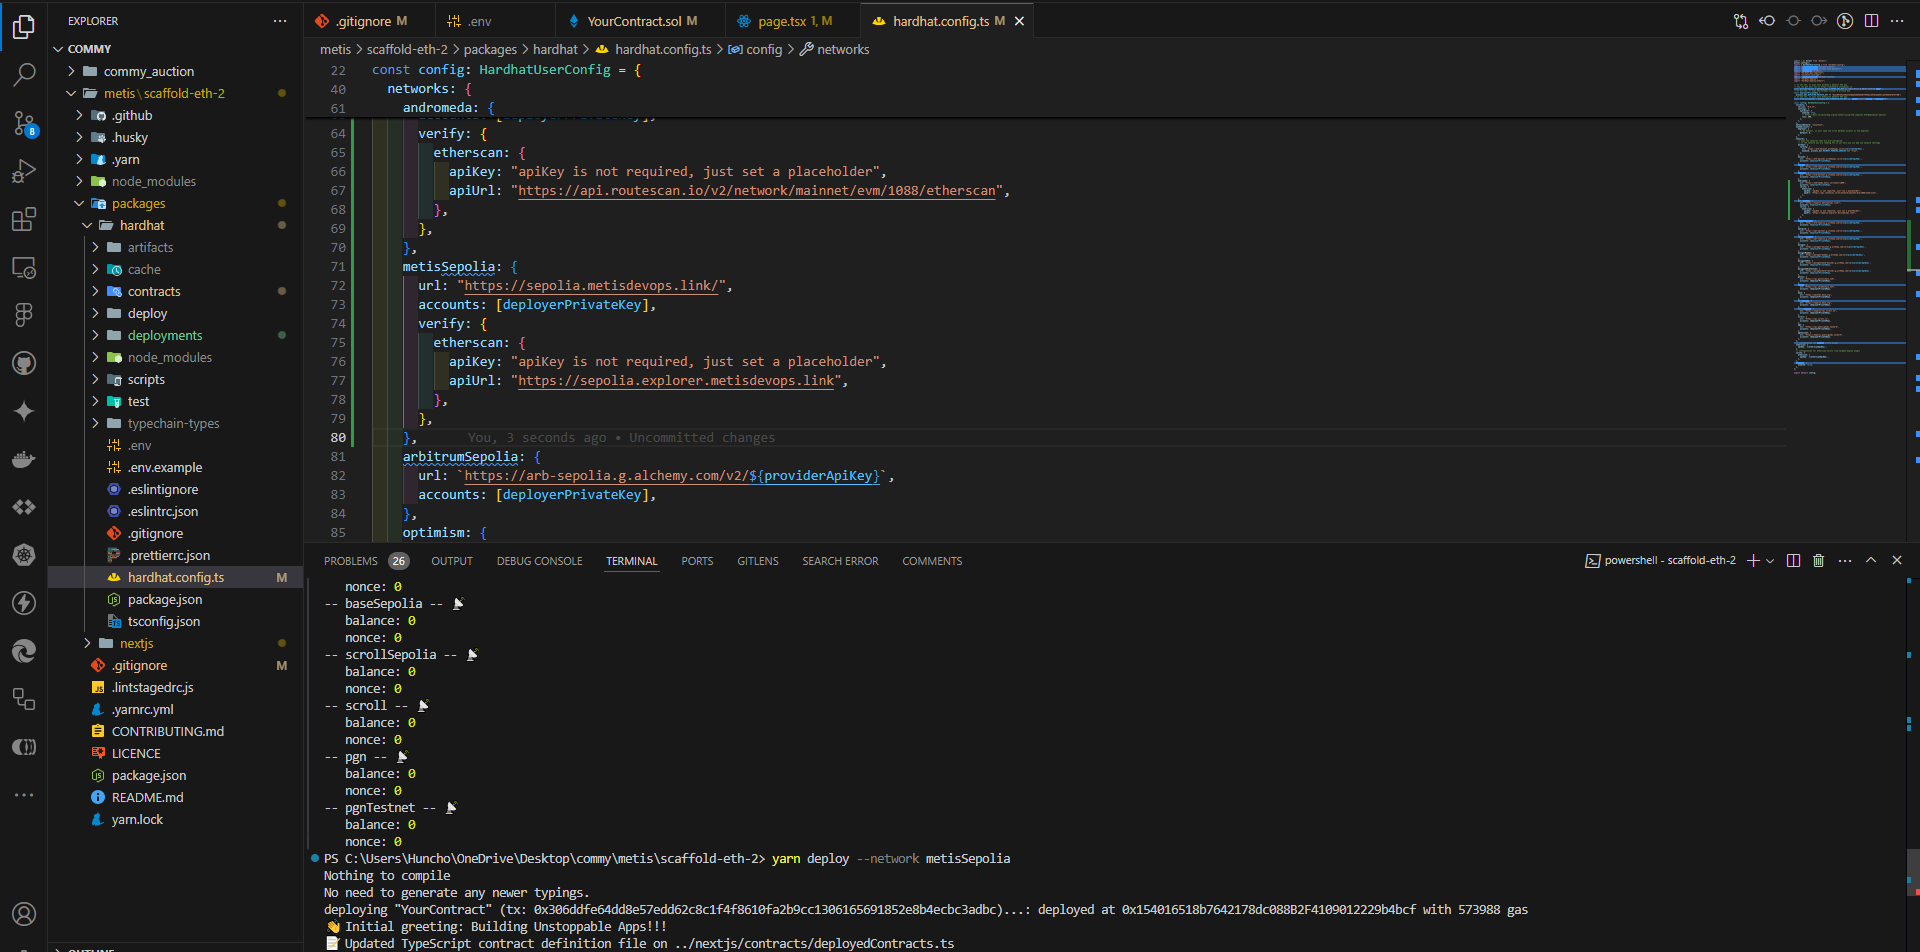 EXPLORER
COMMY
commy_auction
metis\scaffold-eth-2
.github
.husky
.yarn
node_modules
packages
hardhat
artifacts
cache
contracts
deploy
deployments
node_modules
scripts
test
typechain-types
.env
.env.example
.eslintignore
.eslintrc.json
.gitignore
.prettierrc.json
hardhat.config.ts M
package.json
tsconfig.json
nextjs
.gitignore M
.lintstagedrc.js
.yarnrc.yml
CONTRIBUTING.md
LICENCE
package.json
README.md
yarn.lock
8
.gitignore M .env YourContract.sol M page.tsx 1, M hardhat.config.ts M
metis > scaffold-eth-2 > packages > hardhat > hardhat.config.ts > config > networks
22 const config: HardhatUserConfig = {
40 networks: {
61 andromeda: {
64 verify: {
65 etherscan: {
66 apiKey: "apiKey is not required, just set a placeholder",
67 apiUrl: "https://api.routescan.io/v2/network/mainnet/evm/1088/etherscan",
68 },
69 },
70 },
71 metisSepolia: {
72 url: "https://sepolia.metisdevops.link/",
73 accounts: [deployerPrivateKey],
74 verify: {
75 etherscan: {
76 apiKey: "apiKey is not required, just set a placeholder",
77 apiUrl: "https://sepolia.explorer.metisdevops.link",
78 },
79 },
80 }, You, 3 seconds ago • Uncommitted changes
81 arbitrumSepolia: {
82 url: `https://arb-sepolia.g.alchemy.com/v2/${providerApiKey}`,
83 accounts: [deployerPrivateKey],
84 },
85 optimism: {
PROBLEMS 26 OUTPUT DEBUG CONSOLE TERMINAL PORTS GITLENS SEARCH ERROR COMMENTS powershell - scaffold-eth-2
nonce: 0
-- baseSepolia --
balance: 0
nonce: 0
-- scrollSepolia --
balance: 0
nonce: 0
-- scroll --
balance: 0
nonce: 0
-- pgn --
balance: 0
nonce: 0
-- pgnTestnet --
balance: 0
nonce: 0
PS C:\Users\Huncho\OneDrive\Desktop\commy\metis\scaffold-eth-2> yarn deploy --network metisSepolia
Nothing to compile
No need to generate any newer typings.
deploying "YourContract" (tx: 0x306ddfe64dd8e57edd62c8c1f4f8610fa2b9cc1306165691852e8b4ecbc3adbc)...: deployed at 0x154016518b7642178dc088B2F4109012229b4bcf with 573988 gas
👋 Initial greeting: Building Unstoppable Apps!!!
📝 Updated TypeScript contract definition file on ../nextjs/contracts/deployedContracts.ts